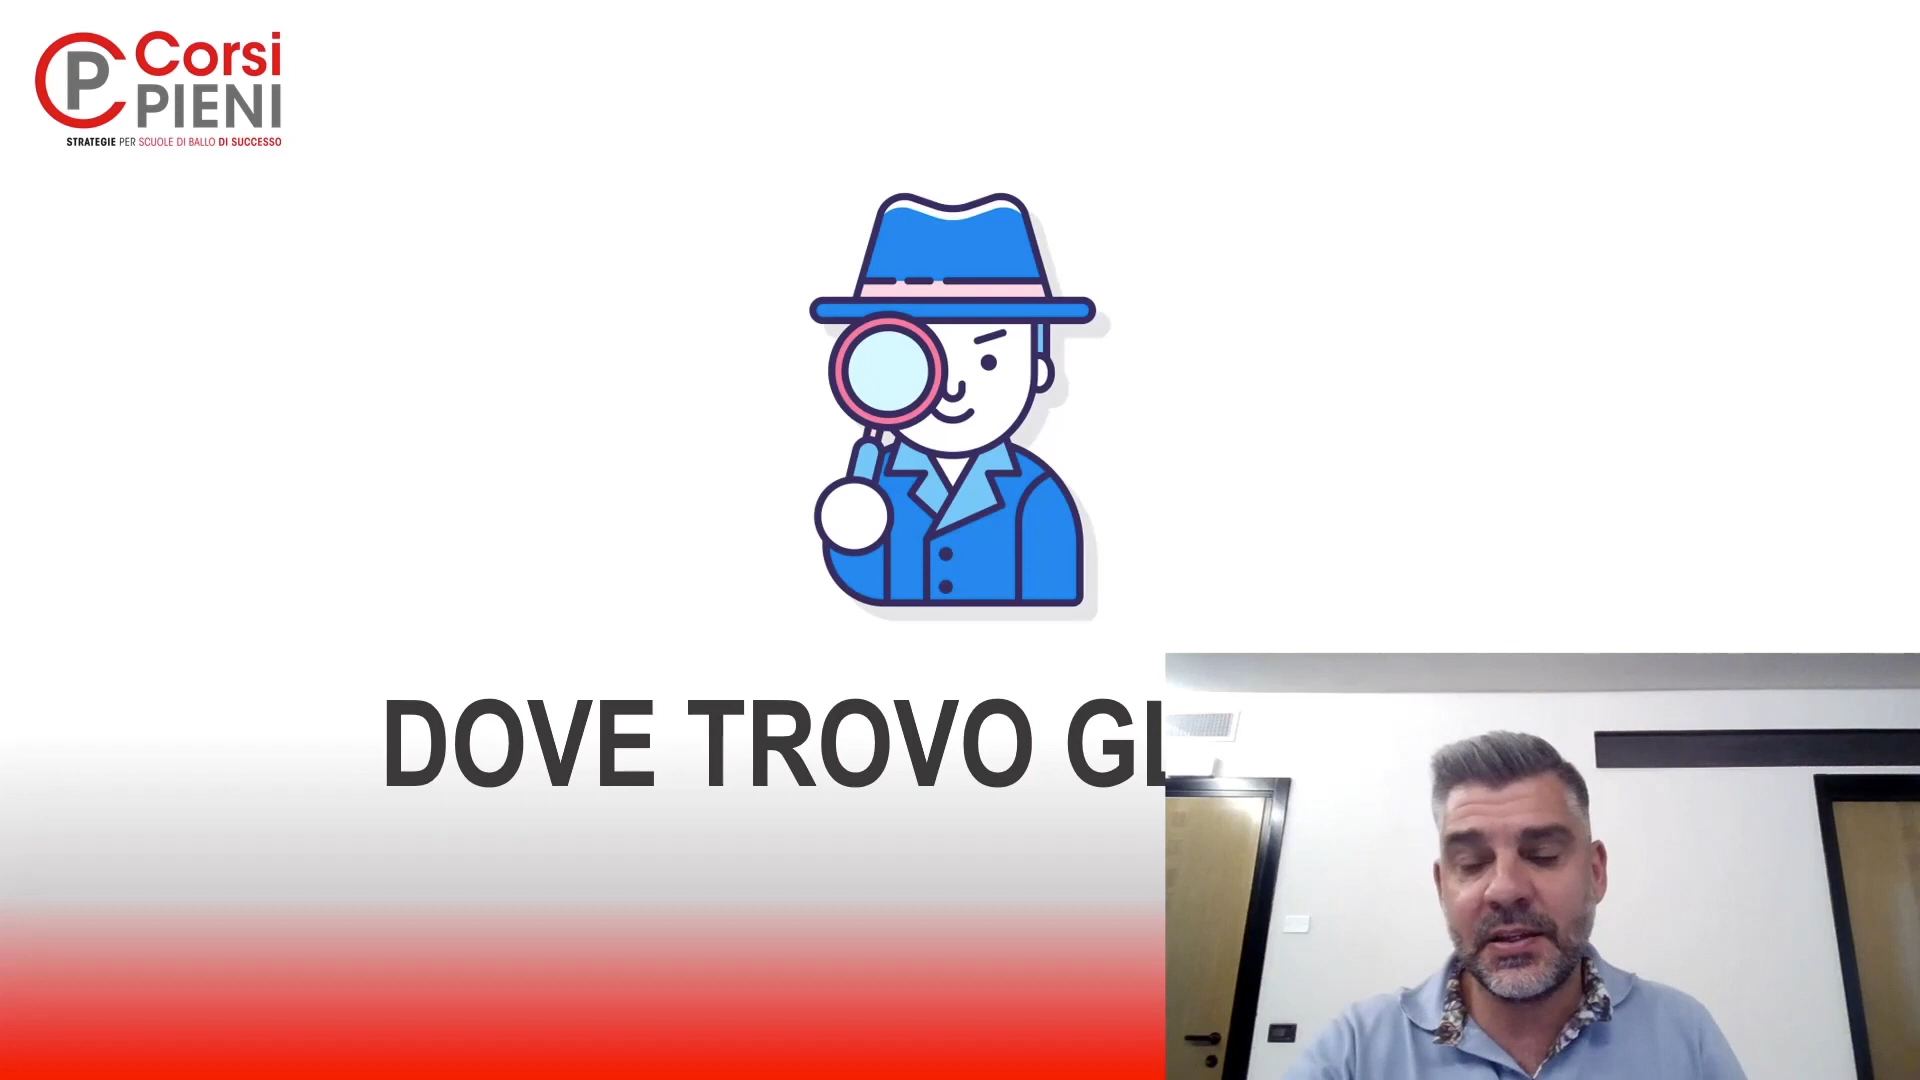 Corsi
PIENI
STRATEGIE PER SCUOLE DI BALLO DI SUCCESSO
DOVE TROVO GL